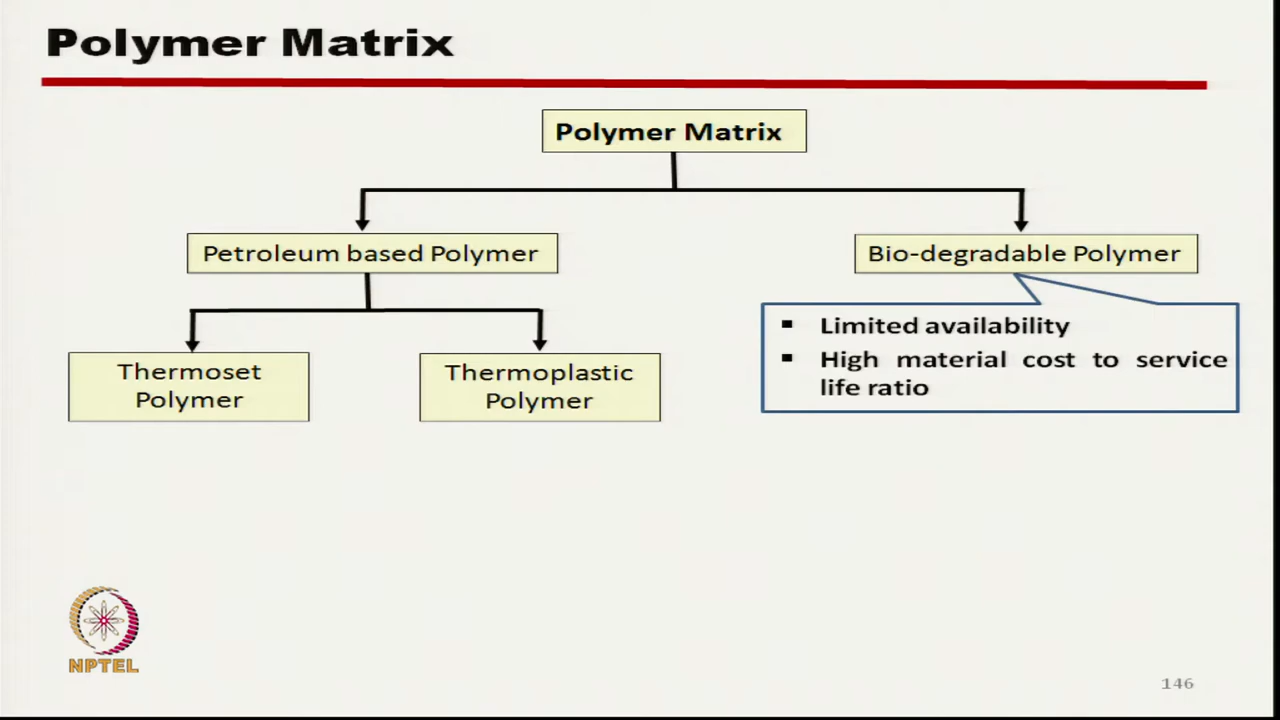 Polymer Matrix
Polymer Matrix
Petroleum based Polymer
Bio-degradable Polymer
Thermoset
Polymer
Thermoplastic
Polymer
▪ Limited availability
▪ High material cost to service
life ratio
NPTEL
146